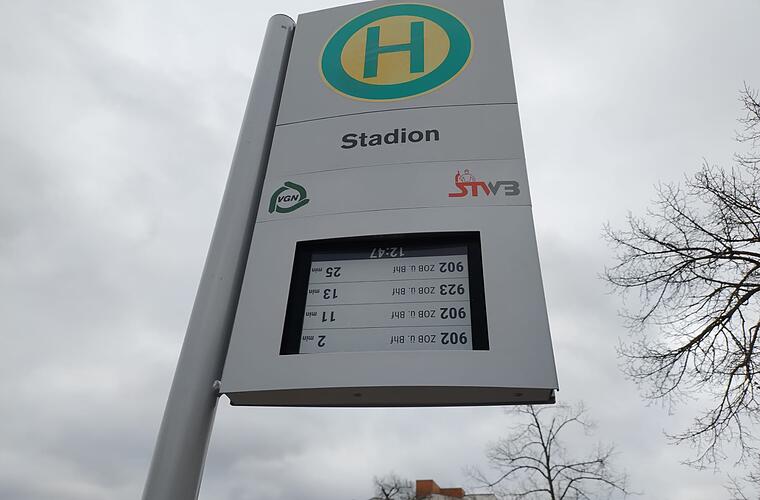 H
Stadion
VGN
STWB
902 ZOB ü. Bhf 2 min
902 ZOB ü. Bhf 11 min
923 ZOB ü. Bhf 13 min
902 ZOB ü. Bhf 25 min
12:47